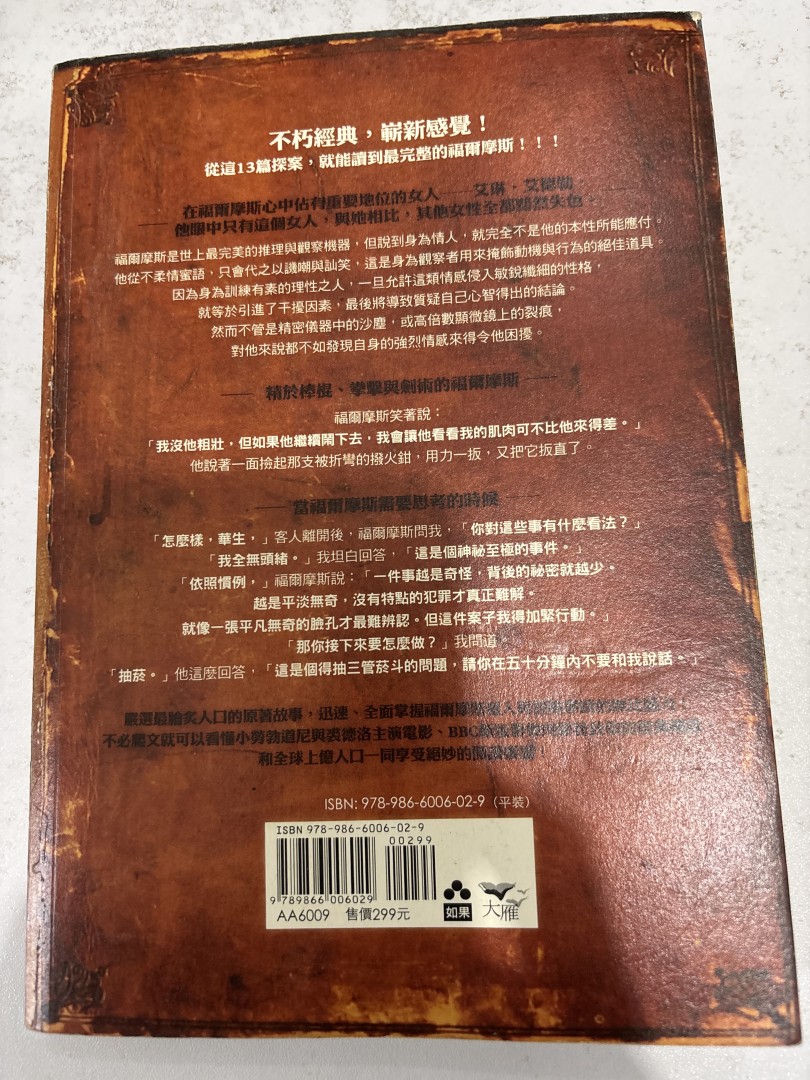 不朽經典，嶄新感覺！
從這13篇探案，就能讀到最完整的福爾摩斯！！！
在福爾摩斯心中佔有重要地位的女人——艾琳·艾德勒
他眼中只有這個女人，與她相比，其他女性全都黯然失色。
福爾摩斯是世上最完美的推理與觀察機器，但說到身為情人，就完全不是他的本性所能應付。
他從不柔情蜜語，只會代之以譏嘲與訕笑，這是身為觀察者用來掩飾動機與行為的絕佳道具。
因為身為訓練有素的理性之人，一旦允許這類情感侵入敏銳纖細的性格，
就等於引進了干擾因素，最後將導致質疑自己心智得出的結論。
然而不管是精密儀器中的沙塵，或高倍數顯微鏡上的裂痕，
對他來說都不如發現自身的強烈情感來得令他困擾。
精於棒棍、拳擊與劍術的福爾摩斯
福爾摩斯笑著說：
「我沒他粗壯，但如果他繼續鬧下去，我會讓他看看我的肌肉可不比他來得差。」
他說著一面撿起那支被折彎的撥火鉗，用力一扳，又把它扳直了。
當福爾摩斯需要思考的時候
「怎麼樣，華生，」客人離開後，福爾摩斯問我，「你對這些事有什麼看法？」
「我全無頭緒。」我坦白回答，「這是個神祕至極的事件。」
「依照慣例，」福爾摩斯說：「一件事越是奇怪，背後的祕密就越少。
越是平淡無奇，沒有特點的犯罪才真正難解。
就像一張平凡無奇的臉孔才最難辨認。但這件案子我得加緊行動。」
「那你接下來要怎麼做？」我問道。
「抽菸。」他這麼回答，「這是個得抽三管菸斗的問題，請你在五十分鐘內不要和我說話。」
嚴選最膾炙人口的原著故事，迅速、全面掌握福爾摩斯
不必爬文就可以看懂小勞勃道尼與裘德洛主演電影、BBC
和全球上億人口一同享受絕妙的
ISBN: 978-986-6006-02-9（平裝）
ISBN 978-986-6006-02-9
00299
9 789866 006029
AA6009 售價299元
如果
大雁